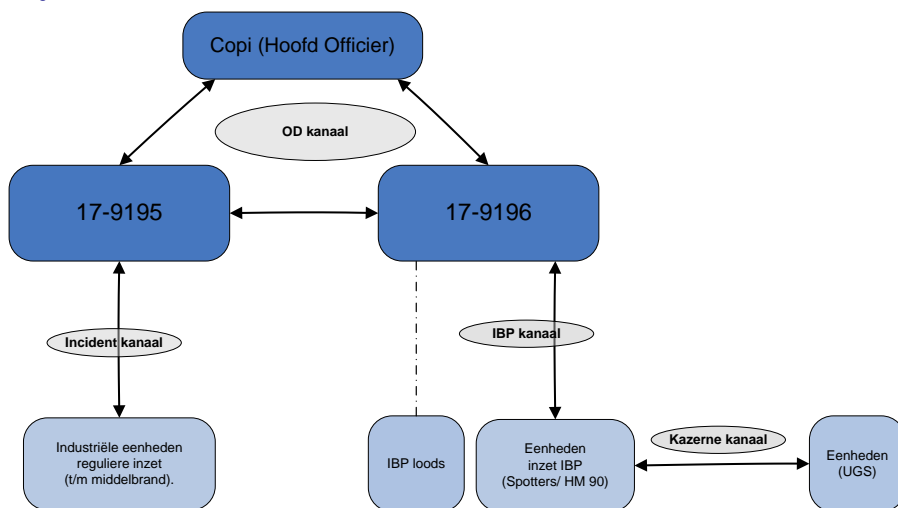 Copi (Hoofd Officier)
OD kanaal
17-9195
17-9196
Incident kanaal
IBP kanaal
Industriële eenheden
reguliere inzet
(t/m middelbrand).
IBP loods
Eenheden
inzet IBP
(Spotters/ HM 90)
Kazerne kanaal
Eenheden
(UGS)